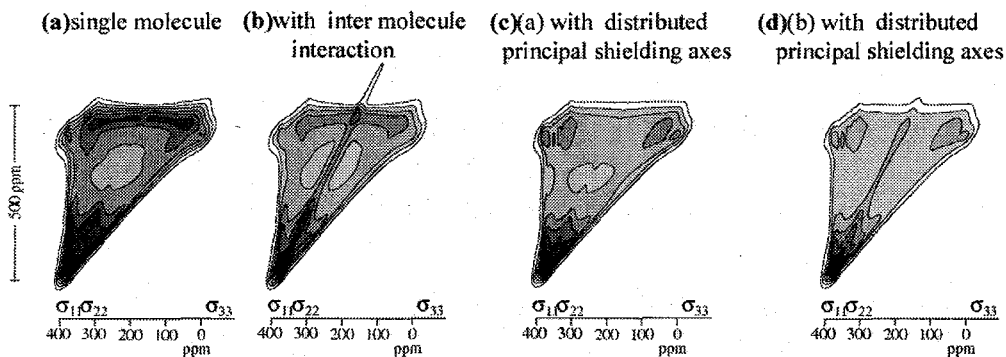 (a)single molecule
(b)with inter molecule
interaction
(c)(a) with distributed
principal shielding axes
(d)(b) with distributed
principal shielding axes
500 ppm
σ11σ22 σ33
400 300 200 100 0
ppm
σ11σ22 σ33
400 300 200 100 0
ppm
σ11σ22 σ33
400 300 200 100 0
ppm
σ11σ22 σ33
400 300 200 100 0
ppm